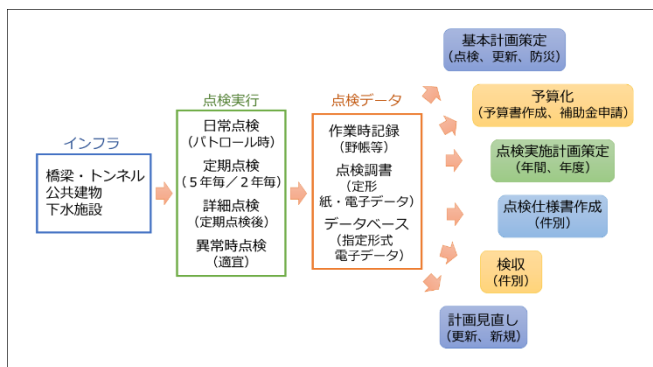 インフラ
橋梁・トンネル
公共建物
下水施設
点検実行
日常点検
(パトロール時)
定期点検
(5年毎/2年毎)
詳細点検
(定期点検後)
異常時点検
(適宜)
点検データ
作業時記録
(野帳等)
点検調書
(定形
紙・電子データ)
データベース
(指定形式
電子データ)
基本計画策定
(点検、更新、防災)
予算化
(予算書作成、補助金申請)
点検実施計画策定
(年間、年度)
点検仕様書作成
(件別)
検収
(件別)
計画見直し
(更新、新規)